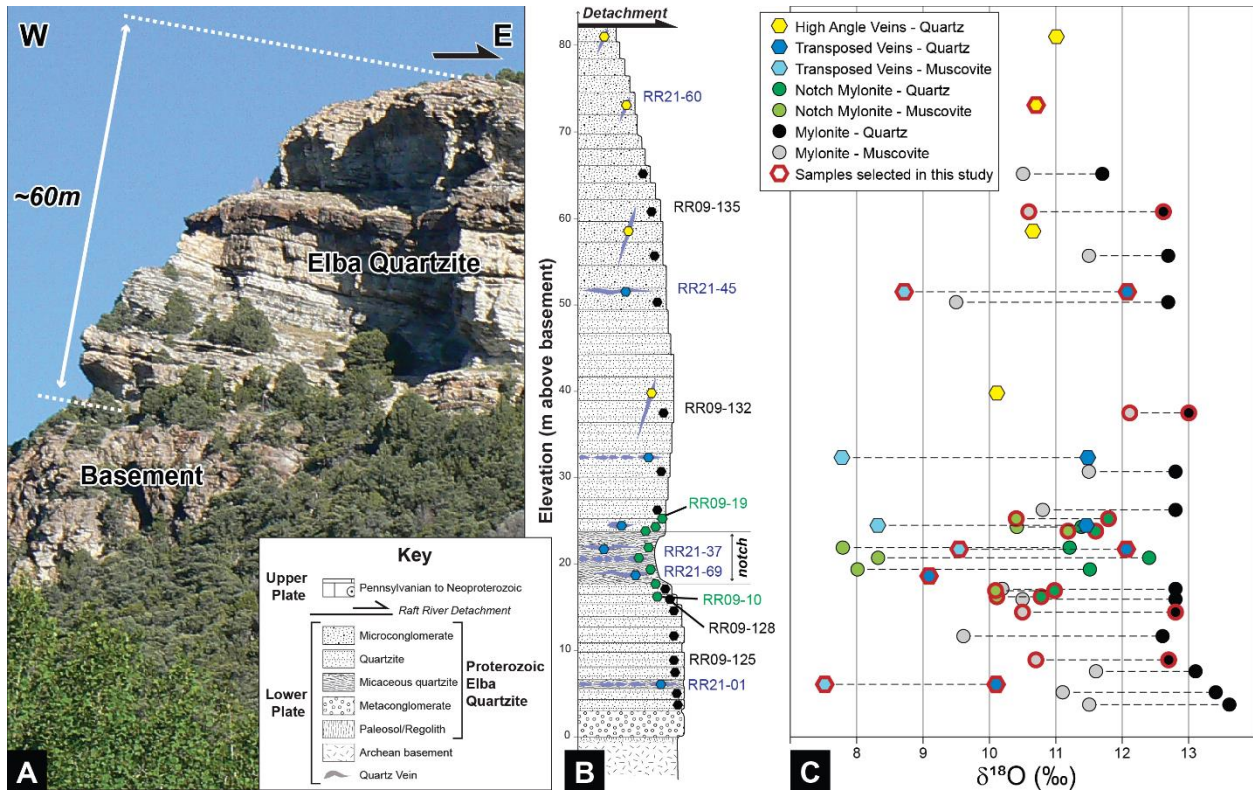 W
E
~60m
Elba Quartzite
Basement
A
Key
Upper
Plate
Pennsylvanian to Neoproterozoic
Raft River Detachment
Lower
Plate
Microconglomerate
Quartzite
Micaceous quartzite
Metaconglomerate
Paleosol/Regolith
Archean basement
Quartz Vein
Proterozoic
Elba
Quartzite
Detachment
Elevation (m above basement)
80
70
60
50
40
30
20
10
0
RR21-60
RR09-135
RR21-45
RR09-132
RR09-19
RR21-37
RR21-69
notch
RR09-10
RR09-128
RR09-125
RR21-01
B
High Angle Veins - Quartz
Transposed Veins - Quartz
Transposed Veins - Muscovite
Notch Mylonite - Quartz
Notch Mylonite - Muscovite
Mylonite - Quartz
Mylonite - Muscovite
Samples selected in this study
8 9 10 11 12 13
δ¹⁸O (‰)
C